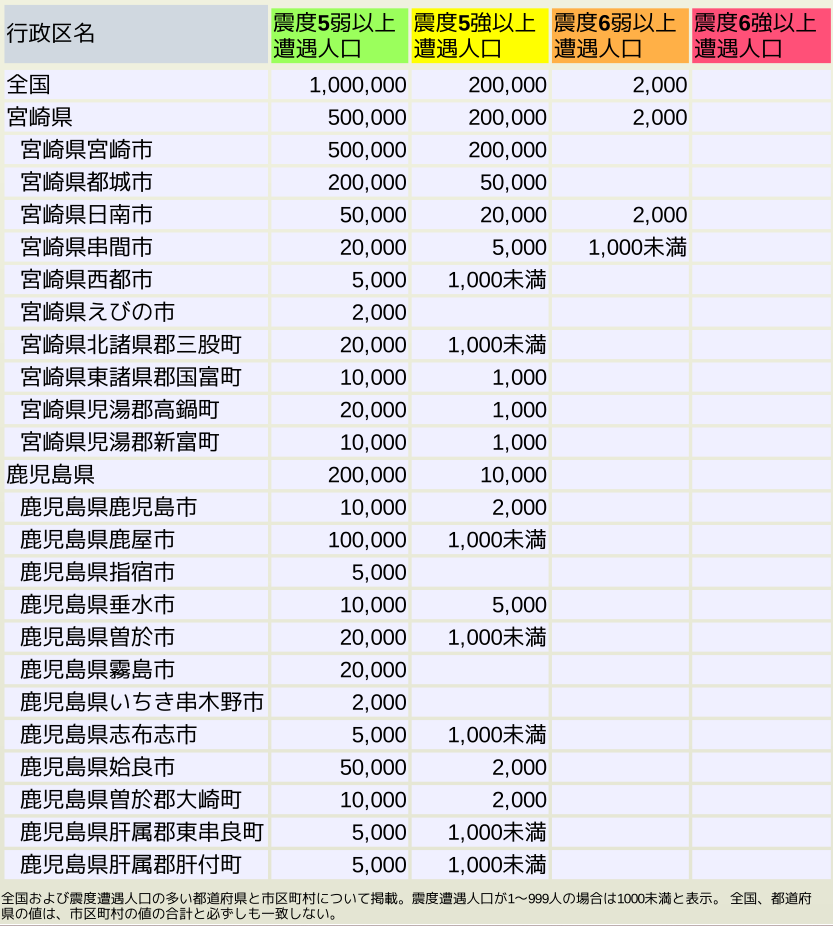 行政区名 震度5弱以上 震度5強以上 震度6弱以上 震度6強以上
遭遇人口 遭遇人口 遭遇人口 遭遇人口
全国 1,000,000 200,000 2,000
宮崎県 500,000 200,000 2,000
宮崎県宮崎市 500,000 200,000
宮崎県都城市 200,000 50,000
宮崎県日南市 50,000 20,000 2,000
宮崎県串間市 20,000 5,000 1,000未満
宮崎県西都市 5,000 1,000未満
宮崎県えびの市 2,000
宮崎県北諸県郡三股町 20,000 1,000未満
宮崎県東諸県郡国富町 10,000 1,000
宮崎県児湯郡高鍋町 20,000 1,000
宮崎県児湯郡新富町 10,000 1,000
鹿児島県 200,000 10,000
鹿児島県鹿児島市 10,000 2,000
鹿児島県鹿屋市 100,000 1,000未満
鹿児島県指宿市 5,000
鹿児島県垂水市 10,000 5,000
鹿児島県曽於市 20,000 1,000未満
鹿児島県霧島市 20,000
鹿児島県いちき串木野市 2,000
鹿児島県志布志市 5,000 1,000未満
鹿児島県姶良市 50,000 2,000
鹿児島県曽於郡大崎町 10,000 2,000
鹿児島県肝属郡東串良町 5,000 1,000未満
鹿児島県肝属郡肝付町 5,000 1,000未満
全国および震度遭遇人口の多い都道府県と市区町村について掲載。震度遭遇人口が1～999人の場合は1000未満と表示。 全国、都道府
県の値は、市区町村の値の合計と必ずしも一致しない。